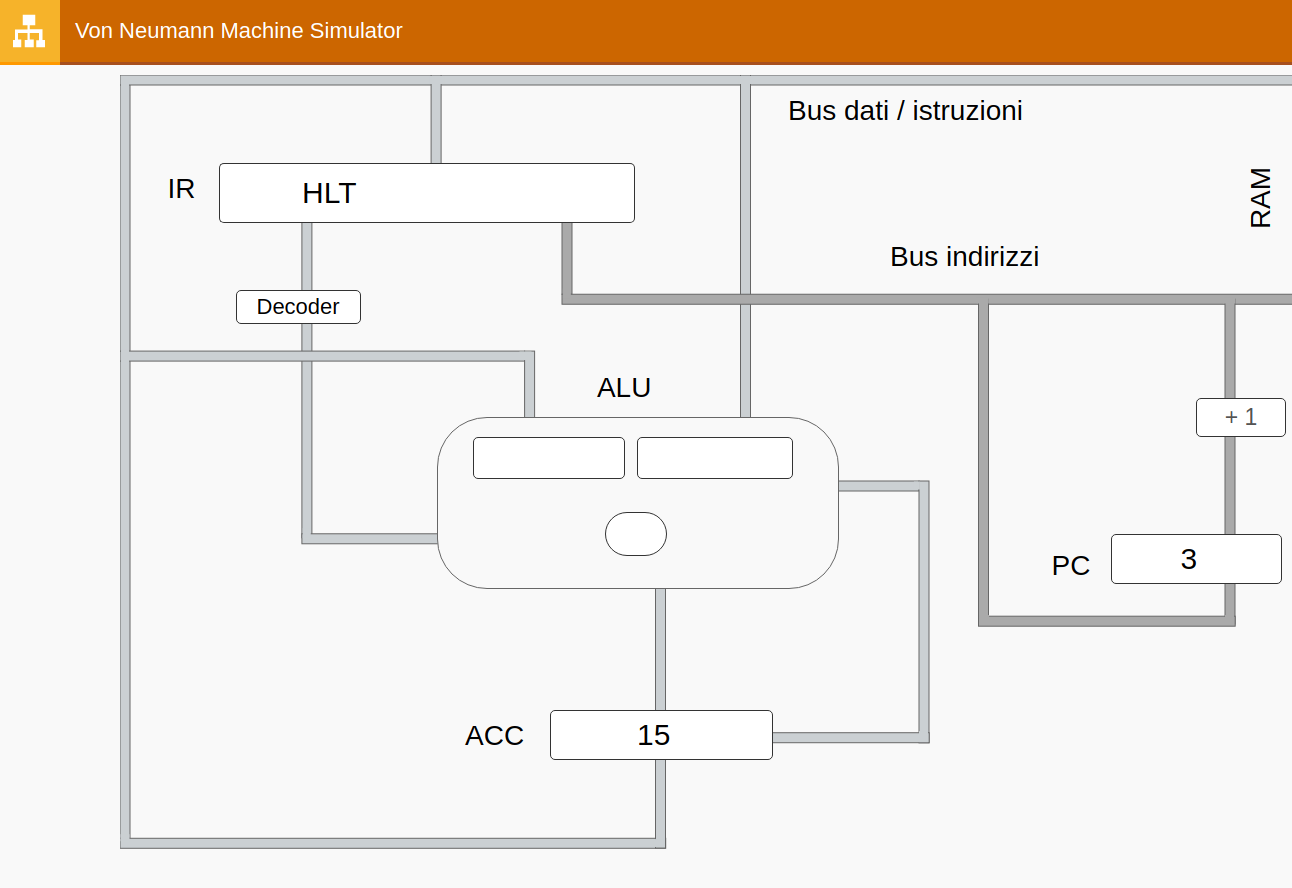 Von Neumann Machine Simulator
Bus dati / istruzioni
IR
HLT
RAM
Bus indirizzi
Decoder
ALU
+ 1
PC
3
ACC
15